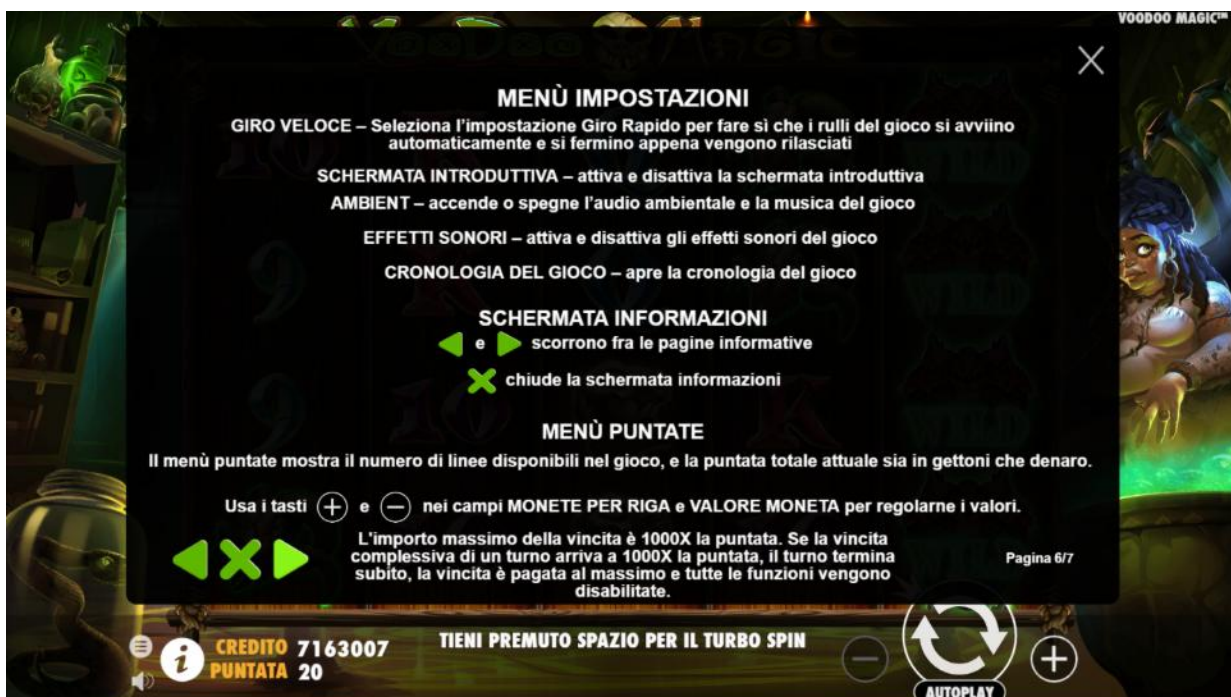 VOODOO MAGIC™
VOODOO MAGIC
MENÙ IMPOSTAZIONI
GIRO VELOCE – Seleziona l'impostazione Giro Rapido per fare sì che i rulli del gioco si avviino
automaticamente e si fermino appena vengono rilasciati
SCHERMATA INTRODUTTIVA – attiva e disattiva la schermata introduttiva
AMBIENT – accende o spegne l'audio ambientale e la musica del gioco
EFFETTI SONORI – attiva e disattiva gli effetti sonori del gioco
CRONOLOGIA DEL GIOCO – apre la cronologia del gioco
SCHERMATA INFORMAZIONI
e scorrono fra le pagine informative
chiude la schermata informazioni
MENÙ PUNTATE
Il menù puntate mostra il numero di linee disponibili nel gioco, e la puntata totale attuale sia in gettoni che denaro.
Usa i tasti + e − nei campi MONETE PER RIGA e VALORE MONETA per regolarne i valori.
L'importo massimo della vincita è 1000X la puntata. Se la vincita
complessiva di un turno arriva a 1000X la puntata, il turno termina
subito, la vincita è pagata al massimo e tutte le funzioni vengono
disabilitate.
Pagina 6/7
CREDITO 7163007
PUNTATA 20
TIENI PREMUTO SPAZIO PER IL TURBO SPIN
AUTOPLAY